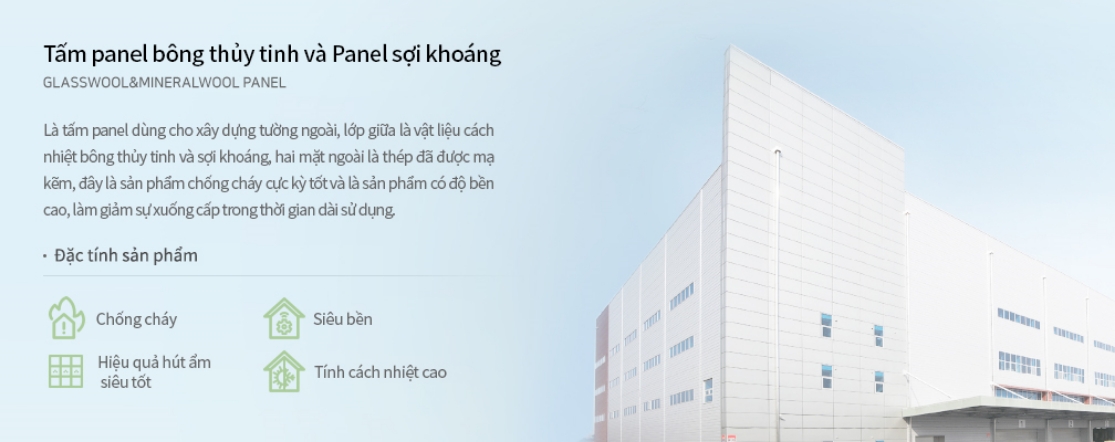 Tấm panel bông thủy tinh và Panel sợi khoáng
GLASSWOOL&MINERALWOOL PANEL
Là tấm panel dùng cho xây dựng tường ngoài, lớp giữa là vật liệu cách
nhiệt bông thủy tinh và sợi khoáng, hai mặt ngoài là thép đã được mạ
kẽm, đây là sản phẩm chống cháy cực kỳ tốt và là sản phẩm có độ bền
cao, làm giảm sự xuống cấp trong thời gian dài sử dụng.
· Đặc tính sản phẩm
Chống cháy
Siêu bền
Hiệu quả hút ẩm
siêu tốt
Tính cách nhiệt cao